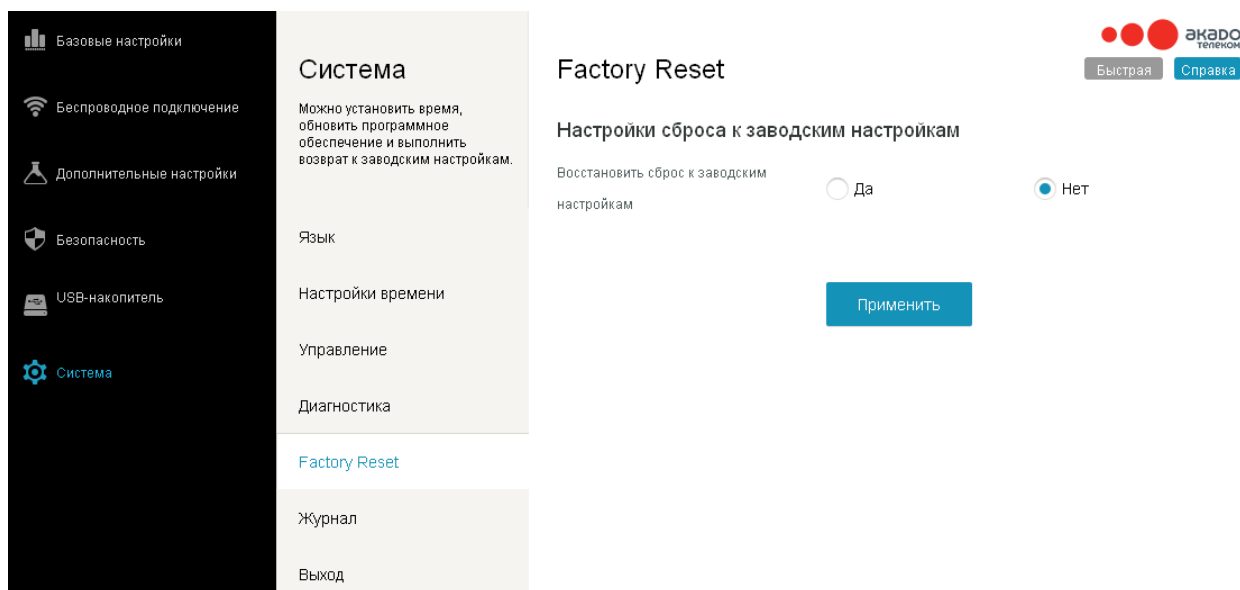 Базовые настройки
Беспроводное подключение
Дополнительные настройки
Безопасность
USB-накопитель
Система
Система
Можно установить время,
обновить программное
обеспечение и выполнить
возврат к заводским настройкам.
Язык
Настройки времени
Управление
Диагностика
Factory Reset
Журнал
Выход
Factory Reset
акадо
телеком
Быстрая
Справка
Настройки сброса к заводским настройкам
Восстановить сброс к заводским
настройкам
Да
Нет
Применить